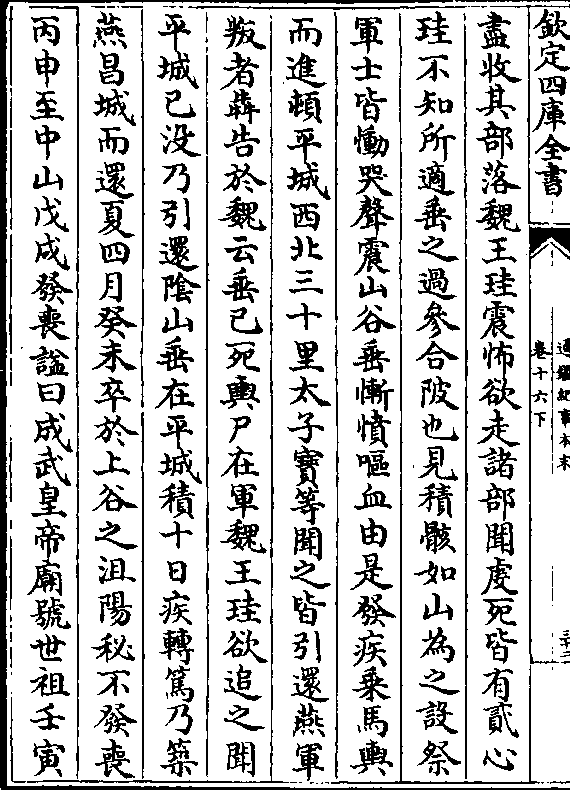 欽定四庫全書
通鑑紀事本末
卷十六下
盡收其部落魏王珪震怖欲走諸部聞虔死皆有貳心
珪不知所適垂之過參合陂也見積骸如山為之設祭
軍士皆慟哭聲震山谷垂慚憤嘔血由是發疾乗馬輿
而進頓平城西北三十里太子寶等聞之皆引還燕軍
叛者犇告於魏云垂已死輿尸在軍魏王珪欲追之聞
平城已没乃引還隂山垂在平城積十日疾轉篤乃築
燕昌城而還夏四月癸未卒於上谷之沮陽秘不發喪
丙申至中山戊戌發喪諡曰成武皇帝廟號世祖壬寅